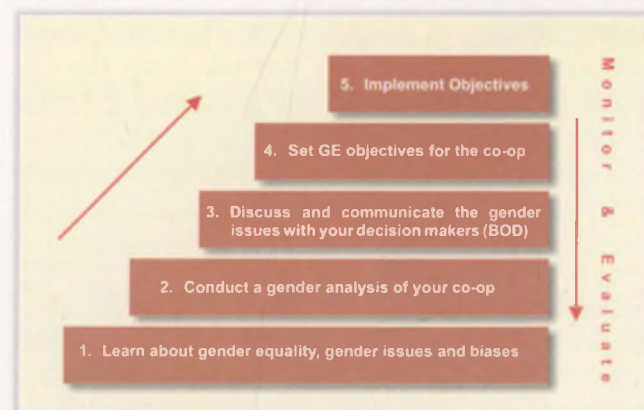 5. Implement Objectives
4. Set GE objectives for the co-op
3. Discuss and communicate the gender
issues with your decision makers (BOD)
2. Conduct a gender analysis of your co-op
1. Learn about gender equality, gender issues and biases
Monitor & Evaluate